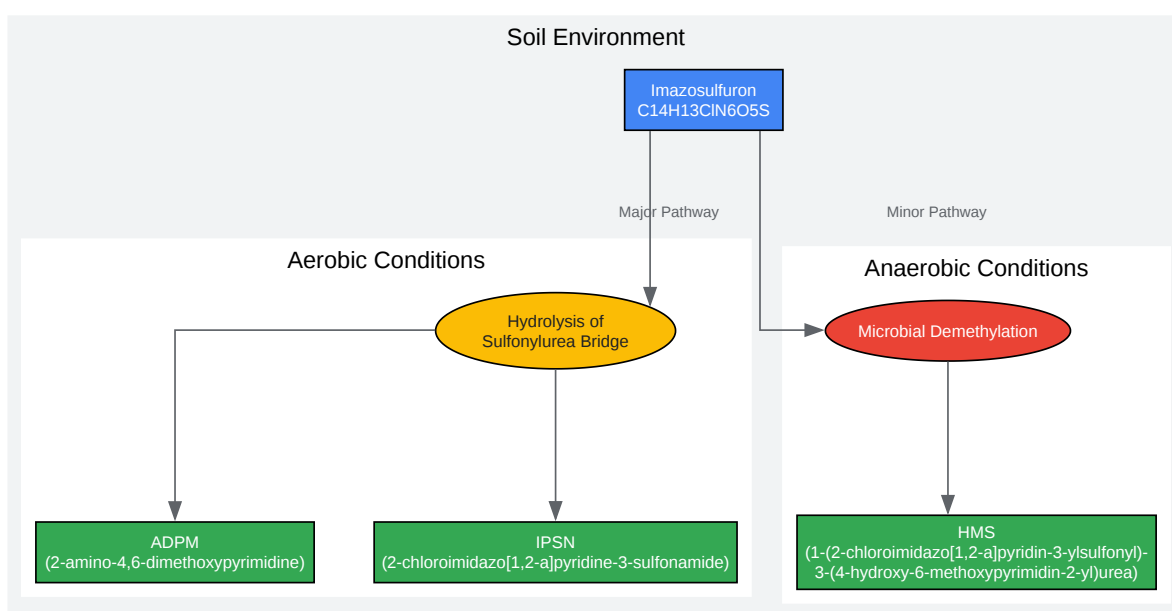 Soil Environment
Imazosulfuron
C14H13ClN6O5S
Major Pathway
Minor Pathway
Aerobic Conditions
Anaerobic Conditions
Hydrolysis of
Sulfonylurea Bridge
Microbial Demethylation
ADPM
(2-amino-4,6-dimethoxypyrimidine)
IPSN
(2-chloroimidazo[1,2-a]pyridine-3-sulfonamide)
HMS
(1-(2-chloroimidazo[1,2-a]pyridin-3-ylsulfonyl)-
3-(4-hydroxy-6-methoxypyrimidin-2-yl)urea)